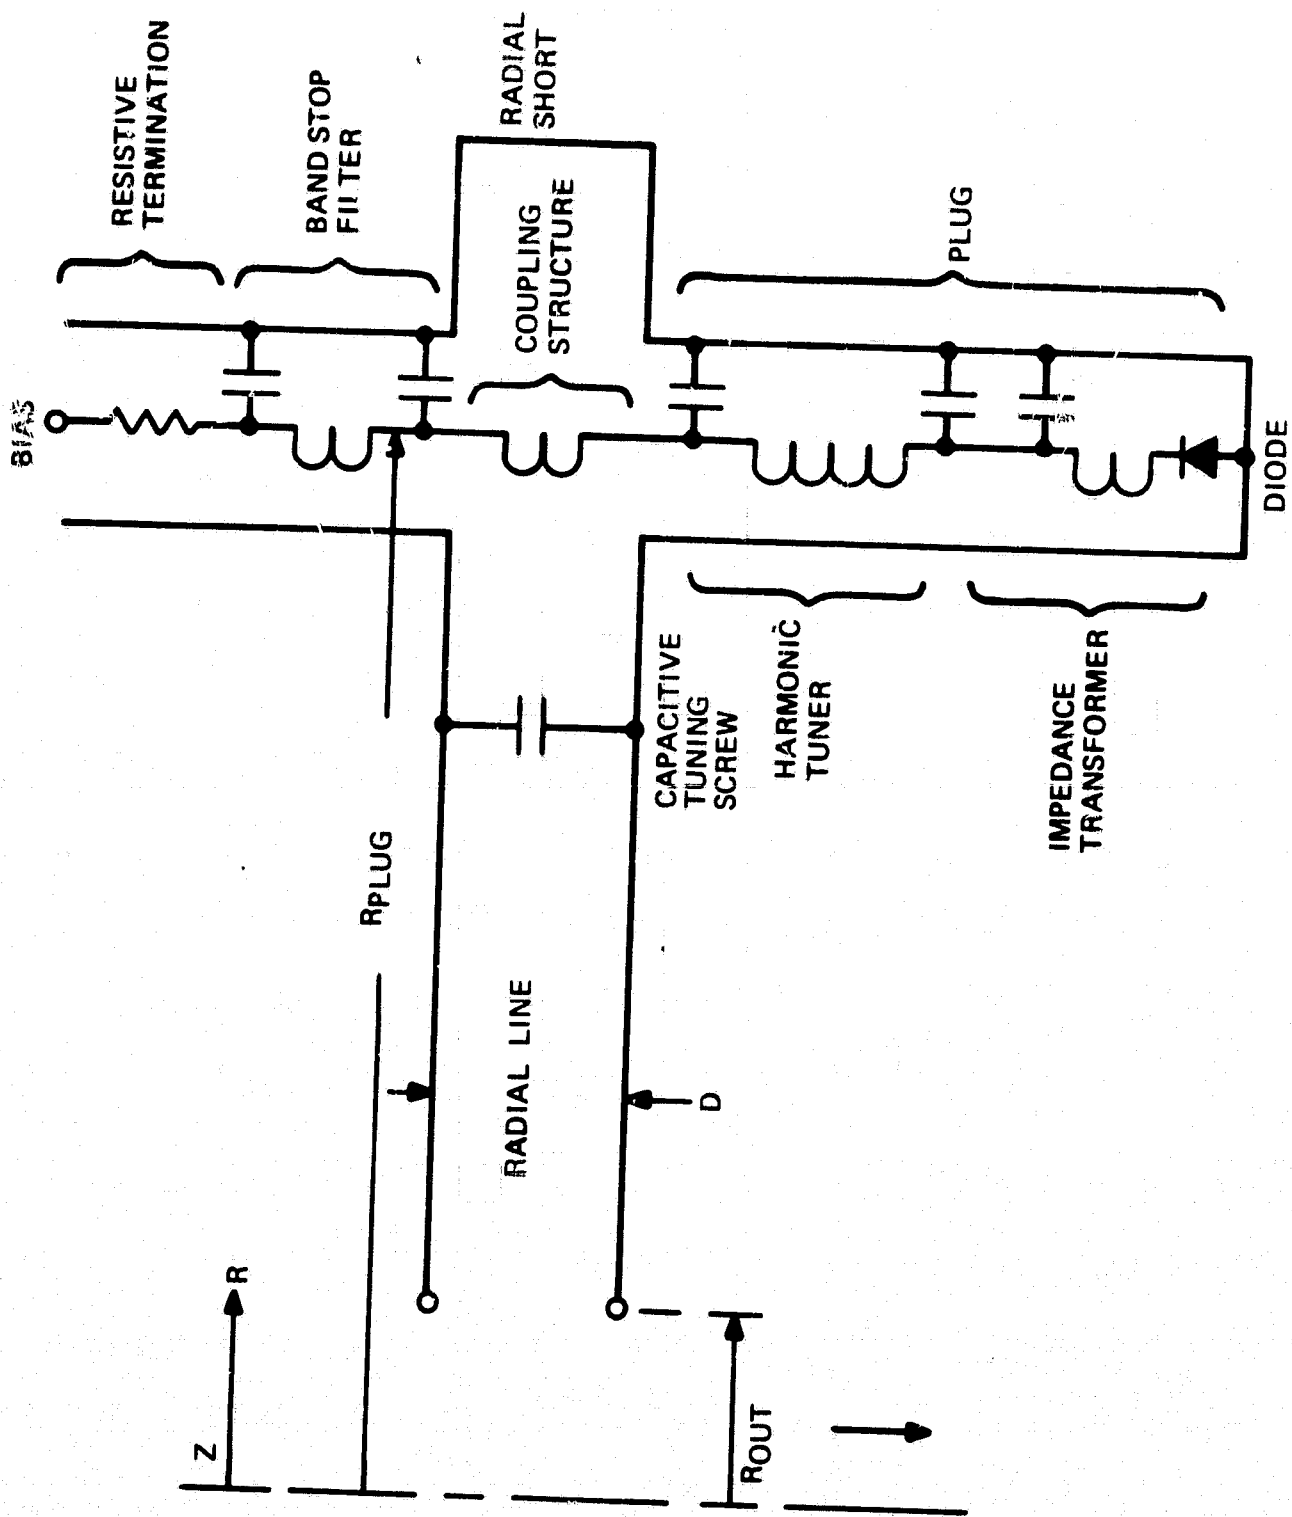 BIAS
RESISTIVE
TERMINATION
BAND STOP
FILTER
RADIAL
SHORT
COUPLING
STRUCTURE
PLUG
DIODE
CAPACITIVE
TUNING
SCREW
HARMONIC
TUNER
IMPEDANCE
TRANSFORMER
RPLUG
RADIAL LINE
D
R
Z
ROUT